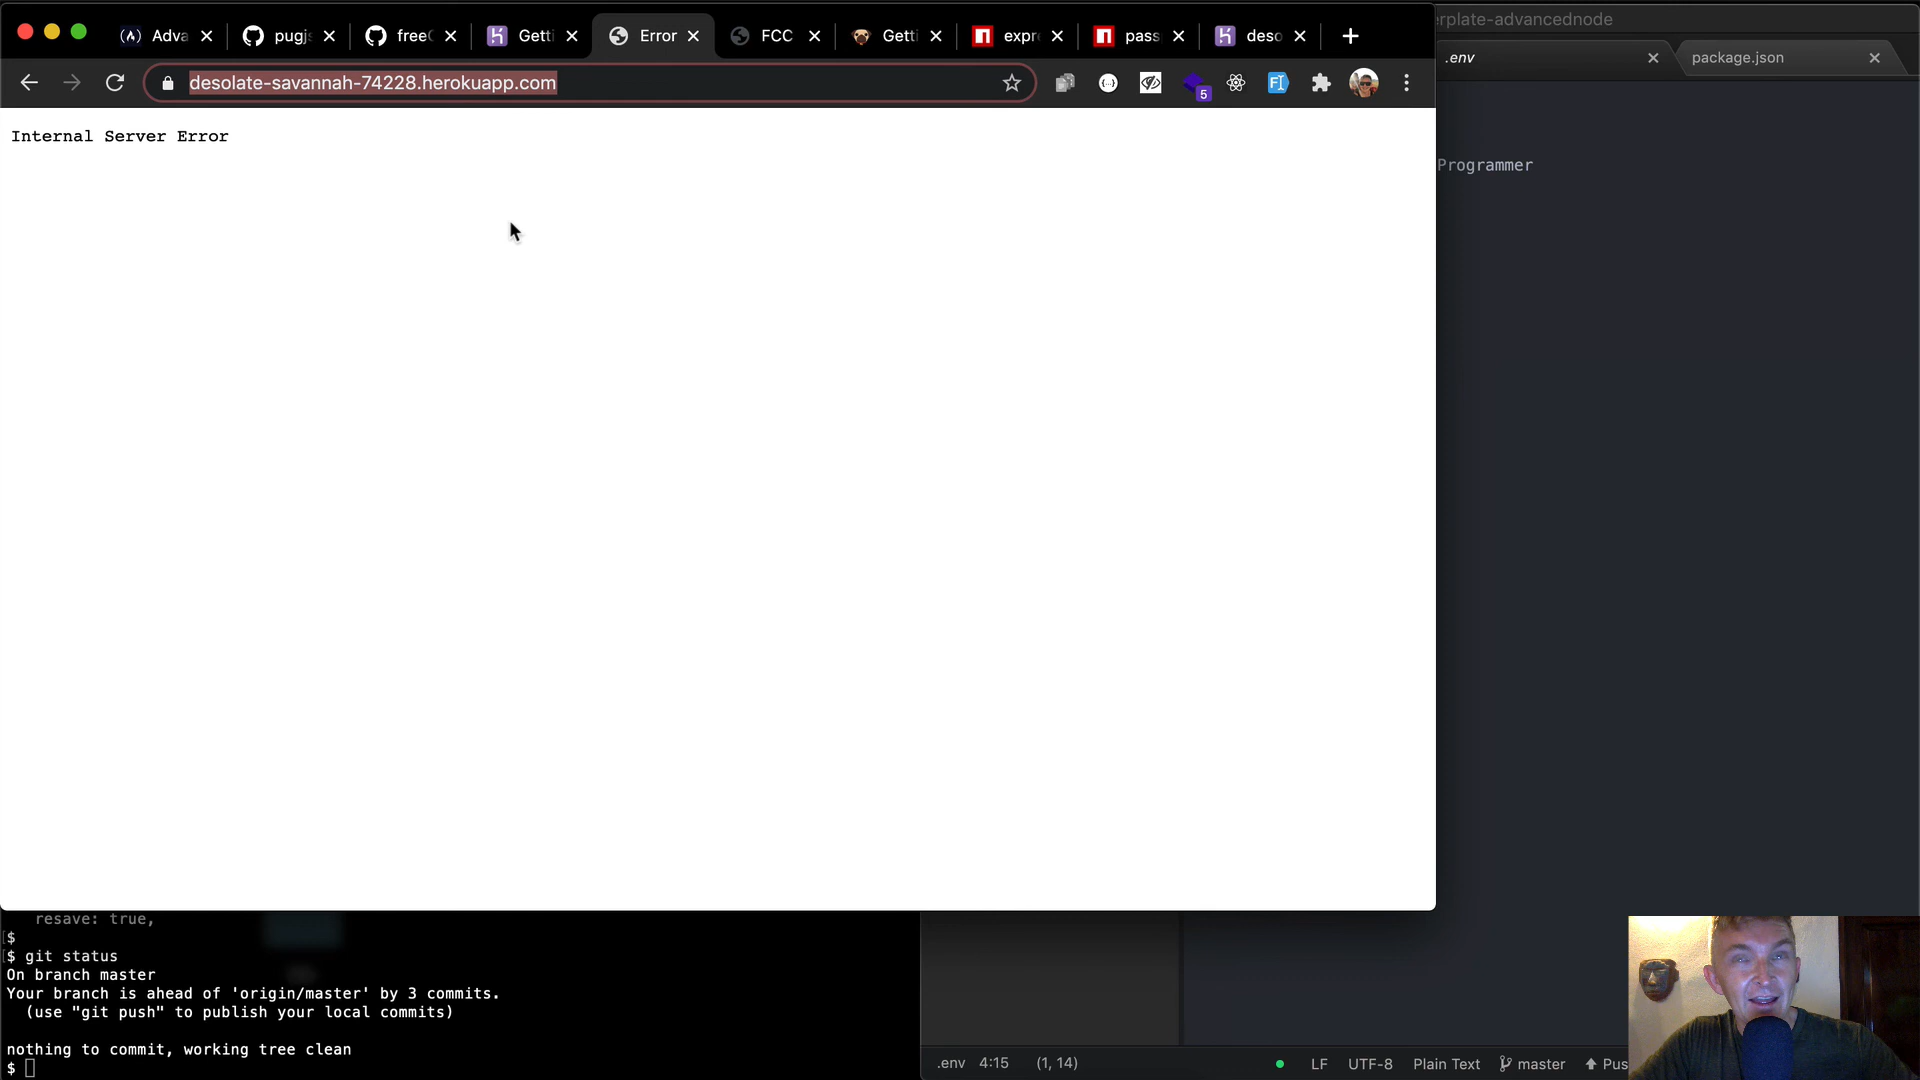 Adva
pugjs
freeC
Getti
Error
FCC
Getti
expre
pass
deso
desolate-savannah-74228.herokuapp.com
5
Internal Server Error
erplate-advancednode
.env
package.json
Programmer
resave: true,
$
$ git status
On branch master
Your branch is ahead of 'origin/master' by 3 commits.
(use "git push" to publish your local commits)
nothing to commit, working tree clean
$
.env 4:15 (1, 14)
LF UTF-8 Plain Text master Pus